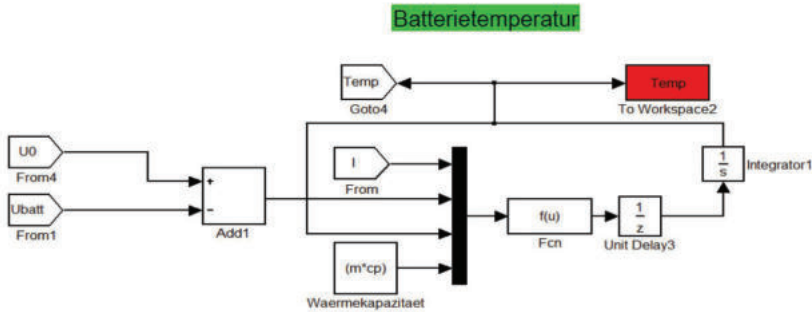 Batterietemperatur
Temp
Goto4
Temp
To Workspace2
U0
From4
+
−
Add1
I
From
1
s
Integrator1
Ubatt
From1
f(u)
Fcn
1
z
Unit Delay3
(m*cp)
Waermekapazitaet